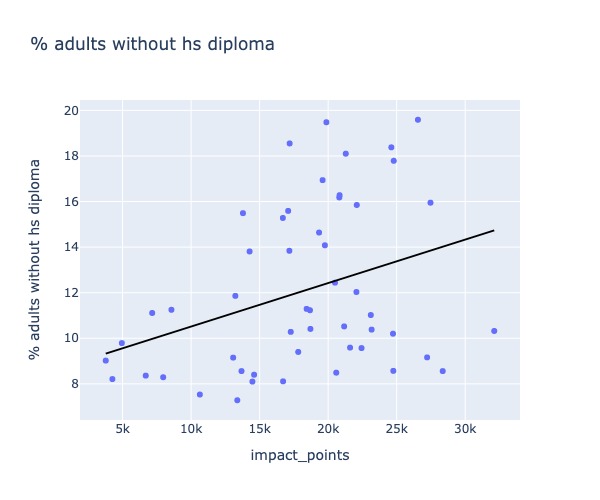 % adults without hs diploma
% adults without hs diploma
20
18
16
14
12
10
8
5k 10k 15k 20k 25k 30k
impact_points